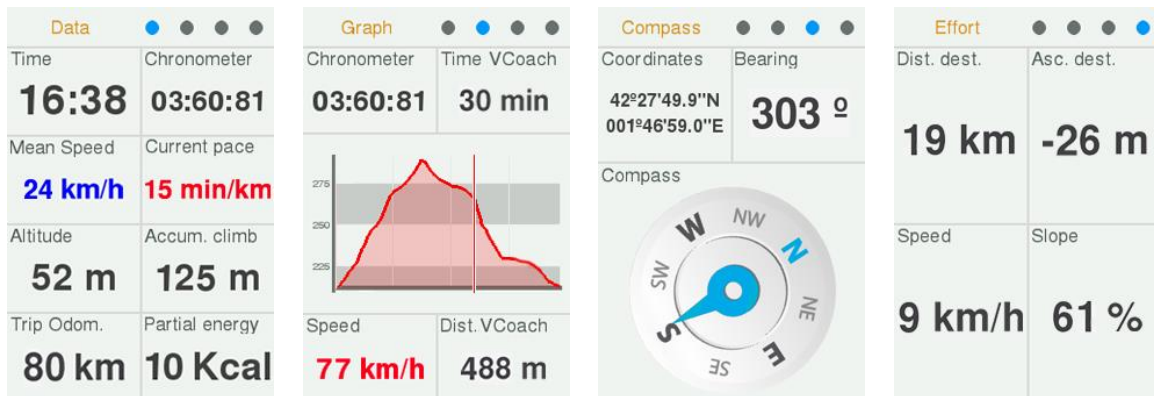 Data
Time Chronometer
16:38 03:60:81
Mean Speed Current pace
24 km/h 15 min/km
Altitude Accum. climb
52 m 125 m
Trip Odom. Partial energy
80 km 10 Kcal
Graph
Chronometer Time VCoach
03:60:81 30 min
275
250
225
Speed Dist.VCoach
77 km/h 488 m
Compass
Coordinates Bearing
42º27'49.9"N
001º46'59.0"E
303 º
Compass
N
NE
E
SE
S
SW
W
NW
Effort
Dist. dest. Asc. dest.
19 km -26 m
Speed Slope
9 km/h 61 %